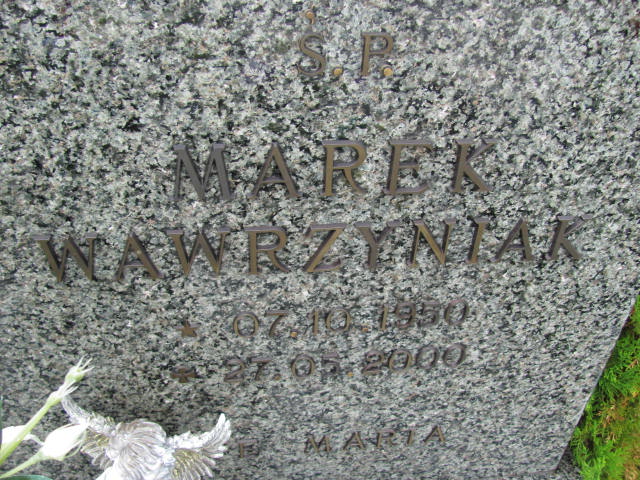 Ś.P.
MAREK
WAWRZYNIAK
07.10.1950
27.05.2000
E MARIA